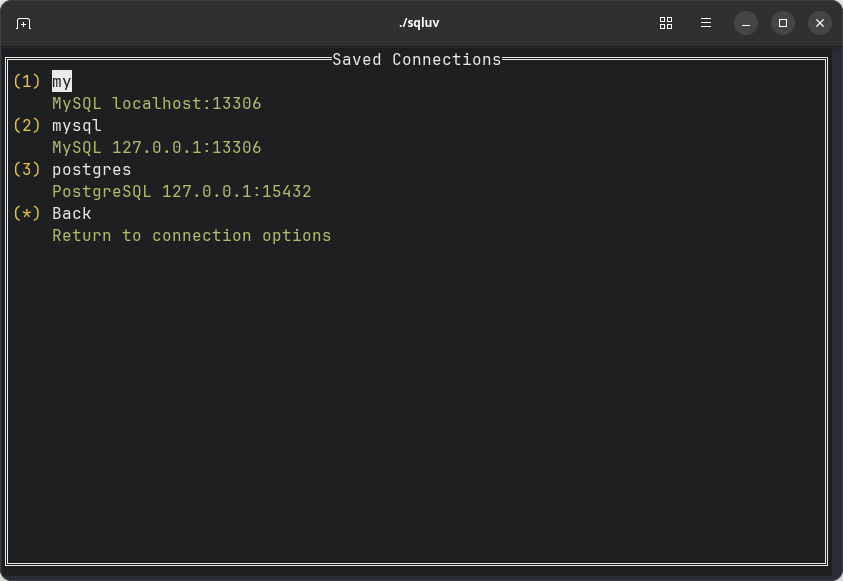 ./sqluv
Saved Connections
(1) my
MySQL localhost:13306
(2) mysql
MySQL 127.0.0.1:13306
(3) postgres
PostgreSQL 127.0.0.1:15432
(*) Back
Return to connection options